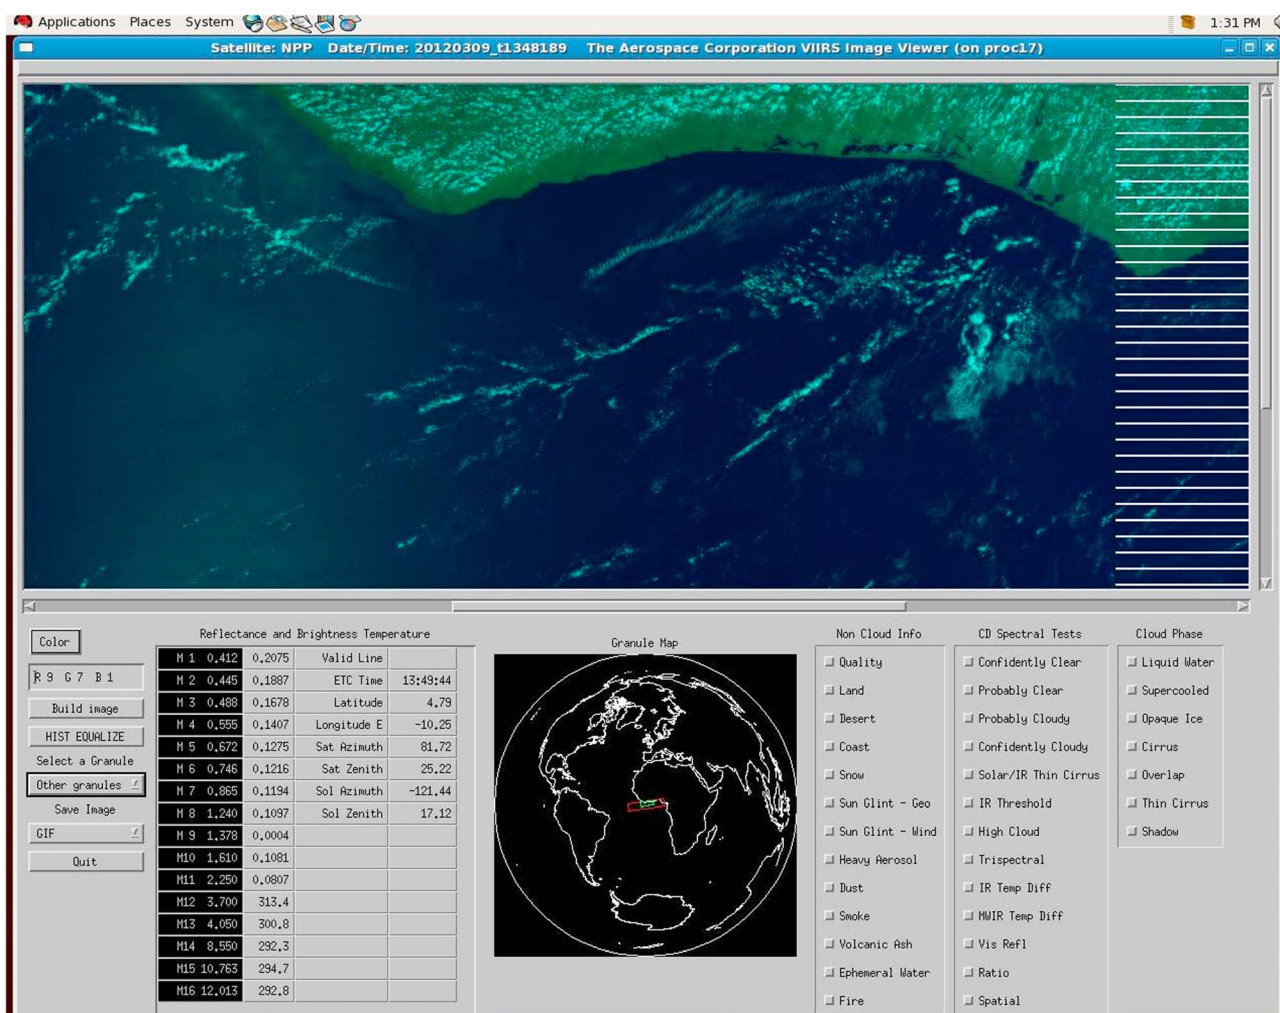 Applications Places System 1:31 PM
Satellite: NPP Date/Time: 20120309_t1348189 The Aerospace Corporation VIIRS Image Viewer (on proc17)
Color
R 9 G 7 B 1
Build image
HIST EQUALIZE
Select a Granule
Other granules
Save Image
GIF
Quit
Reflectance and Brightness Temperature
M 1 0.412 0.2075 Valid Line
M 2 0.445 0.1887 ETC Time 13:49:44
M 3 0.488 0.1678 Latitude 4.79
M 4 0.555 0.1407 Longitude E -10.25
M 5 0.672 0.1275 Sat Azimuth 81.72
M 6 0.746 0.1216 Sat Zenith 25.22
M 7 0.865 0.1194 Sol Azimuth -121.44
M 8 1.240 0.1097 Sol Zenith 17.12
M 9 1.378 0.0004
M10 1.610 0.1081
M11 2.250 0.0807
M12 3.700 313.4
M13 4.050 300.8
M14 8.550 292.3
M15 10.763 294.7
M16 12.013 292.8
Granule Map
Non Cloud Info
Quality
Land
Desert
Coast
Snow
Sun Glint - Geo
Sun Glint - Wind
Heavy Aerosol
Dust
Smoke
Volcanic Ash
Ephemeral Water
Fire
CD Spectral Tests
Confidently Clear
Probably Clear
Probably Cloudy
Confidently Cloudy
Solar/IR Thin Cirrus
IR Threshold
High Cloud
Trispectral
IR Temp Diff
MWIR Temp Diff
Vis Refl
Ratio
Spatial
Cloud Phase
Liquid Water
Supercooled
Opaque Ice
Cirrus
Overlap
Thin Cirrus
Shadow